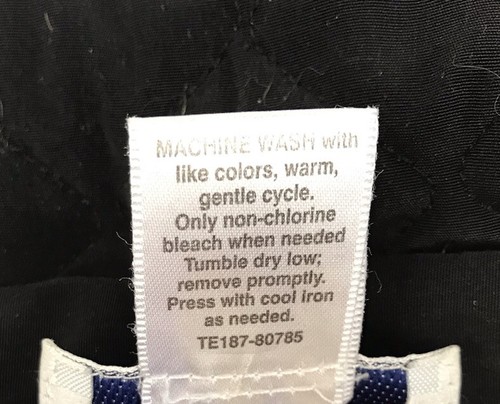 MACHINE WASH with
like colors, warm,
gentle cycle.
Only non-chlorine
bleach when needed
Tumble dry low;
remove promptly.
Press with cool iron
as needed.
TE187-80785